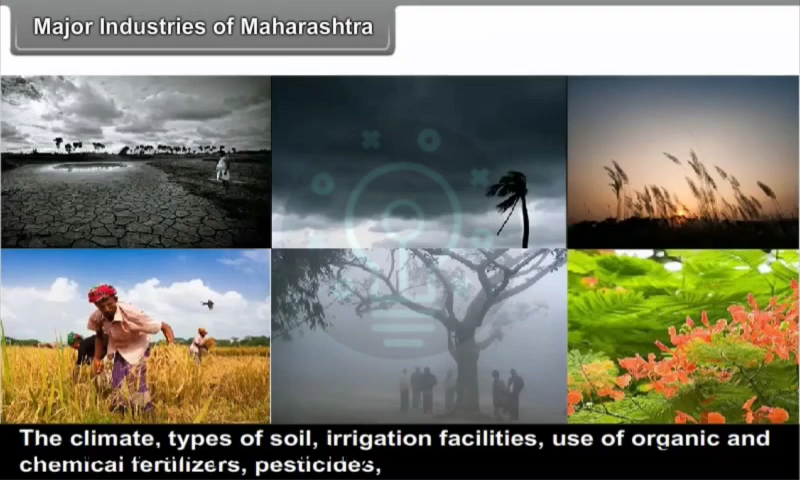 Major Industries of Maharashtra
The climate, types of soil, irrigation facilities, use of organic and
chemical fertilizers, pesticides,